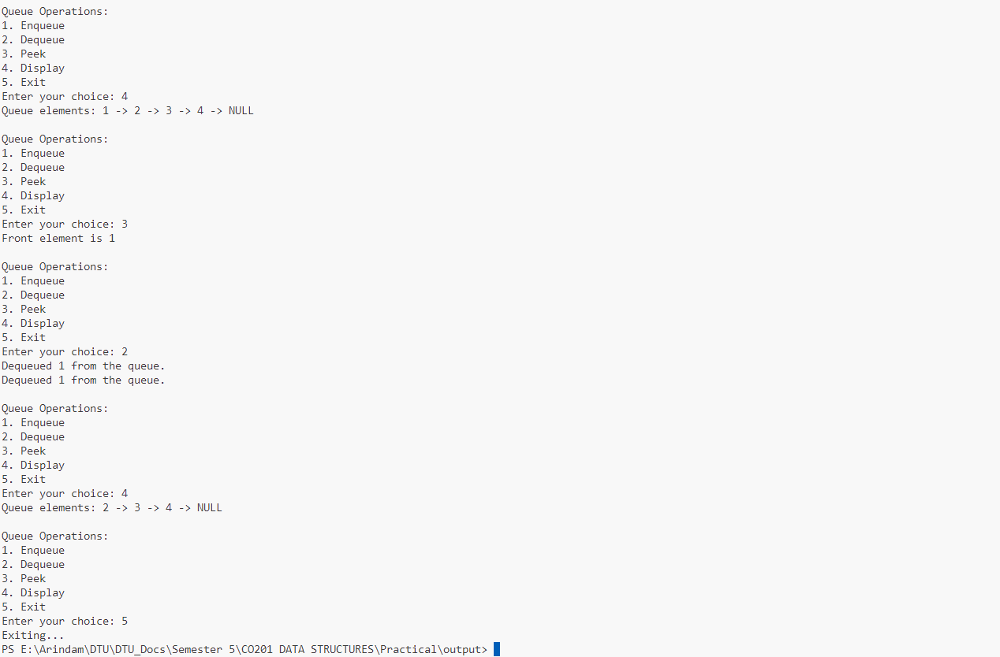 Queue Operations:
1. Enqueue
2. Dequeue
3. Peek
4. Display
5. Exit
Enter your choice: 4
Queue elements: 1 -> 2 -> 3 -> 4 -> NULL

Queue Operations:
1. Enqueue
2. Dequeue
3. Peek
4. Display
5. Exit
Enter your choice: 3
Front element is 1

Queue Operations:
1. Enqueue
2. Dequeue
3. Peek
4. Display
5. Exit
Enter your choice: 2
Dequeued 1 from the queue.
Dequeued 1 from the queue.

Queue Operations:
1. Enqueue
2. Dequeue
3. Peek
4. Display
5. Exit
Enter your choice: 4
Queue elements: 2 -> 3 -> 4 -> NULL

Queue Operations:
1. Enqueue
2. Dequeue
3. Peek
4. Display
5. Exit
Enter your choice: 5
Exiting...
PS E:\Arindam\DTU\DTU_Docs\Semester 5\CO201 DATA STRUCTURES\Practical\output>